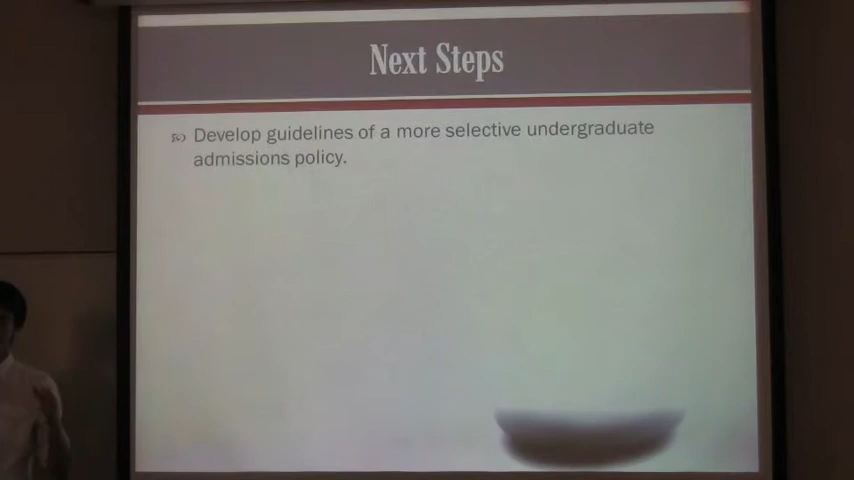 Next Steps
Develop guidelines of a more selective undergraduate
admissions policy.